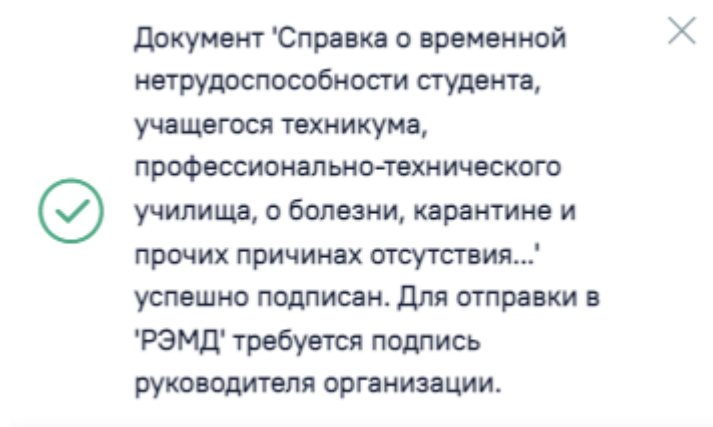 Документ 'Справка о временной
нетрудоспособности студента,
учащегося техникума,
профессионально-технического
училища, о болезни, карантине и
прочих причинах отсутствия...'
успешно подписан. Для отправки в
'РЭМД' требуется подпись
руководителя организации.